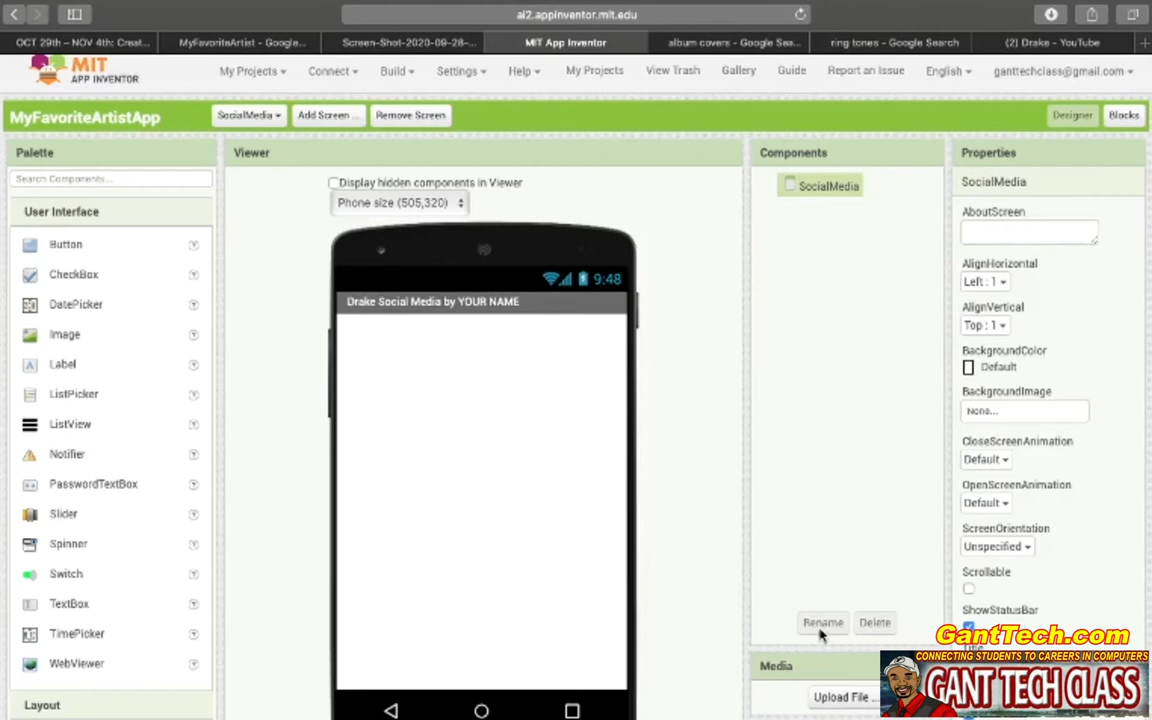 ai2.appinventor.mit.edu
OCT 29th – NOV 4th: Creat...
MyFavoriteArtist - Google...
Screen-Shot-2020-09-28-...
MIT App Inventor
album covers - Google Sea...
ring tones - Google Search
(2) Drake - YouTube
MIT
APP INVENTOR
My Projects
Connect
Build
Settings
Help
My Projects
View Trash
Gallery
Guide
Report an Issue
English
ganttechclass@gmail.com
MyFavoriteArtistApp
SocialMedia
Add Screen ...
Remove Screen
Designer
Blocks
Palette
Search Components...
User Interface
Button
CheckBox
DatePicker
Image
Label
ListPicker
ListView
Notifier
PasswordTextBox
Slider
Spinner
Switch
TextBox
TimePicker
WebViewer
Layout
Viewer
Display hidden components in Viewer
Phone size (505,320)
9:48
Drake Social Media by YOUR NAME
Components
SocialMedia
Rename
Delete
Media
Upload File ...
Properties
SocialMedia
AboutScreen
AlignHorizontal
Left : 1
AlignVertical
Top : 1
BackgroundColor
Default
BackgroundImage
None...
CloseScreenAnimation
Default
OpenScreenAnimation
Default
ScreenOrientation
Unspecified
Scrollable
ShowStatusBar
GantTech.com
CONNECTING STUDENTS TO CAREERS IN COMPUTERS
GANT TECH CLASS